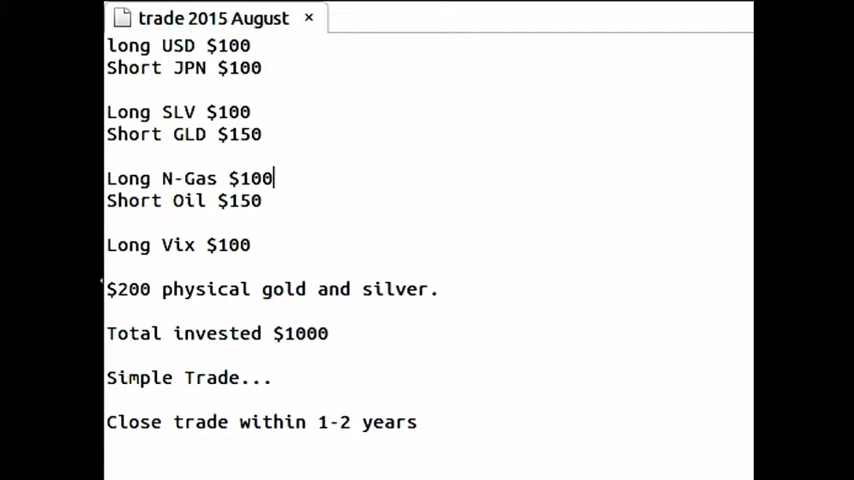 trade 2015 August ×
long USD $100
Short JPN $100
Long SLV $100
Short GLD $150
Long N-Gas $100
Short Oil $150
Long Vix $100
$200 physical gold and silver.
Total invested $1000
Simple Trade...
Close trade within 1-2 years